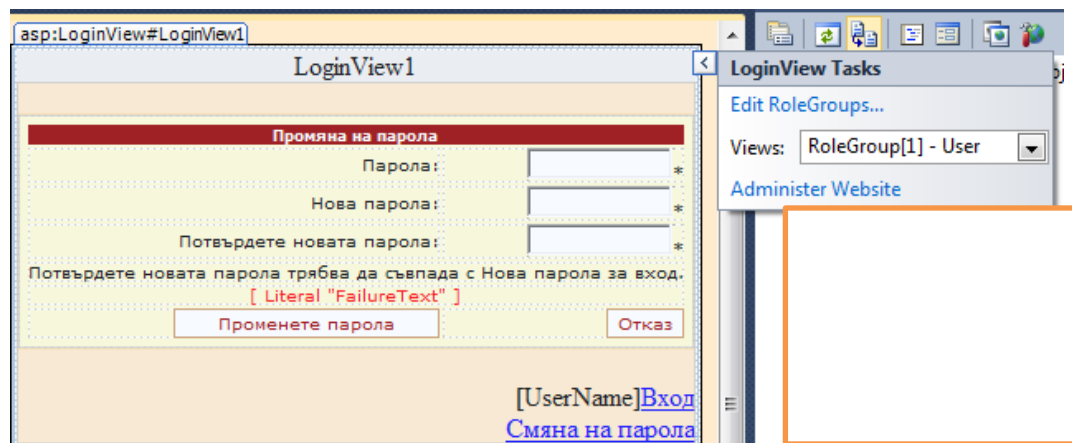 asp:LoginView#LoginView1
LoginView1
Промяна на парола
Парола: *
Нова парола: *
Потвърдете новата парола: *
Потвърдете новата парола трябва да съвпада с Нова парола за вход.
[ Literal "FailureText" ]
Променете парола
Отказ
[UserName]Вход
Смяна на парола
LoginView Tasks
Edit RoleGroups...
Views: RoleGroup[1] - User
Administer Website